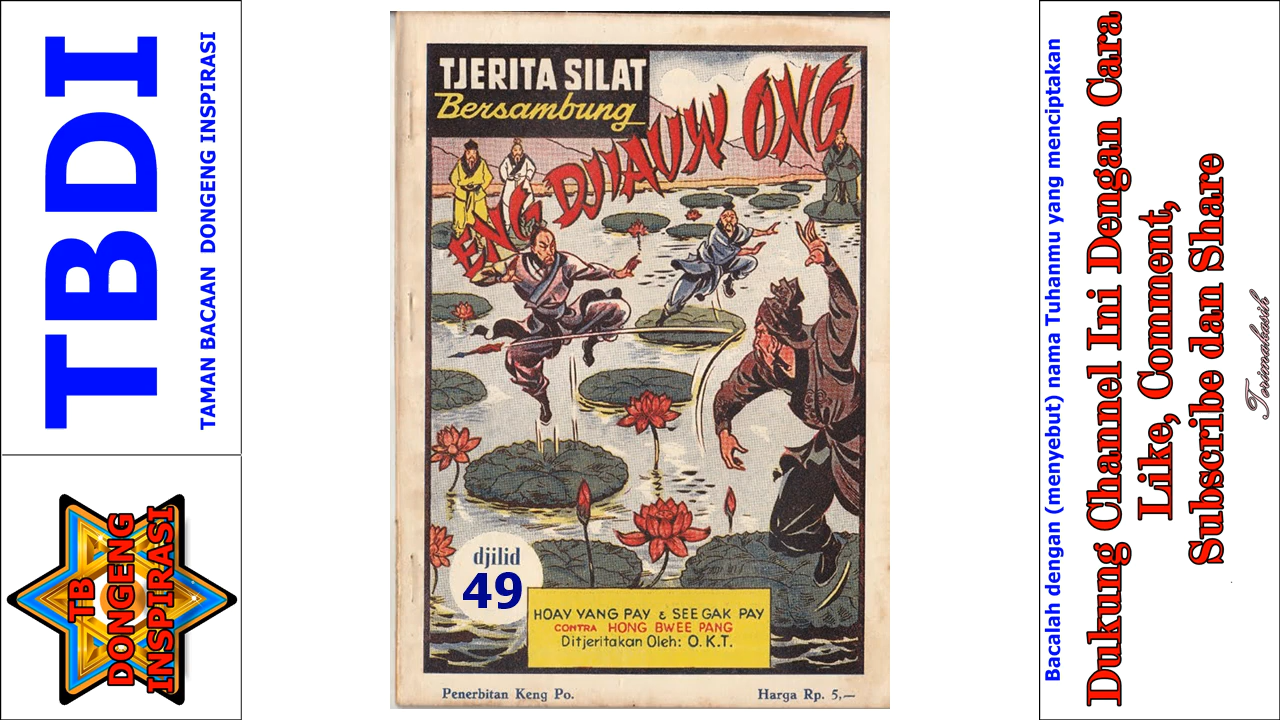 TBDI
TAMAN BACAAN DONGENG INSPIRASI
TB
DONGENG
INSPIRASI
TJERITA SILAT
Bersambung
ENG DJIAUW ONG
djilid
49
HOAY YANG PAY & SEE GAK PAY
CONTRA HONG BWEE PANG
Ditjeritakan Oleh: O.K.T.
Penerbitan Keng Po.
Harga Rp. 5,—
Bacalah dengan (menyebut) nama Tuhanmu yang menciptakan
Dukung Channel Ini Dengan Cara
Like, Comment,
Subscribe dan Share
Terimakasih